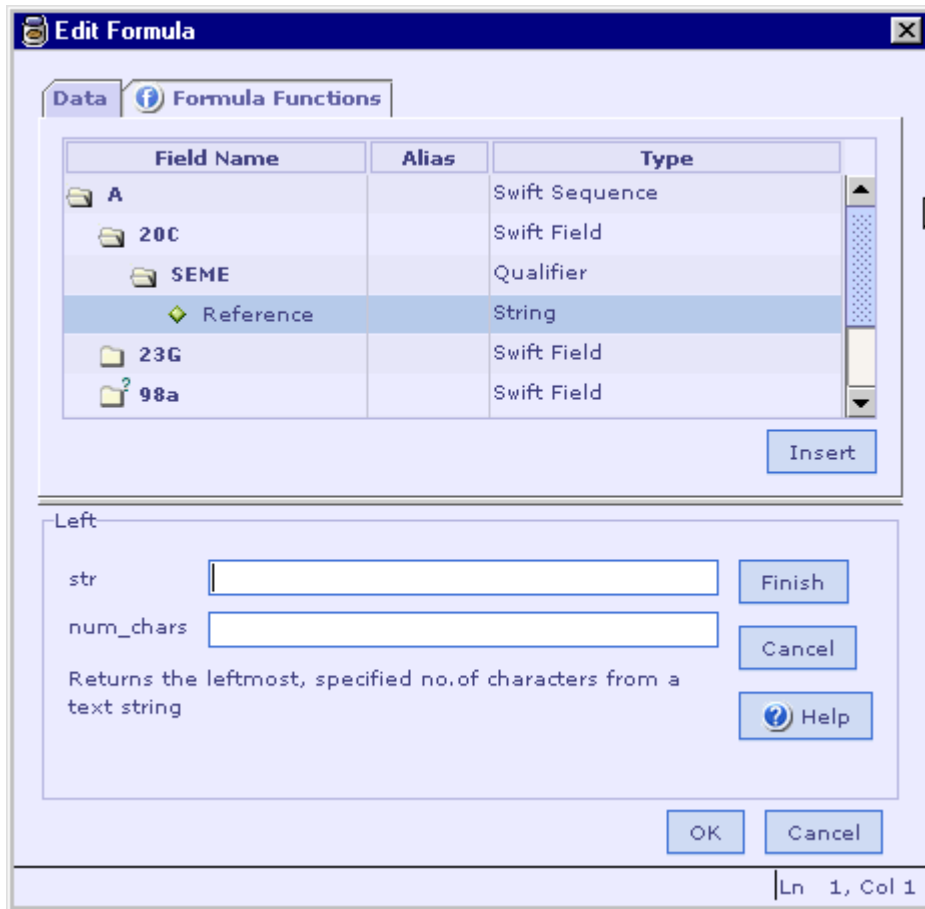 Edit Formula
Data Formula Functions
Field Name Alias Type
A Swift Sequence
20C Swift Field
SEME Qualifier
Reference String
23G Swift Field
98a Swift Field
Insert
Left
str Finish
num_chars
Cancel
Returns the leftmost, specified no.of characters from a
text string
Help
OK Cancel
Ln 1, Col 1